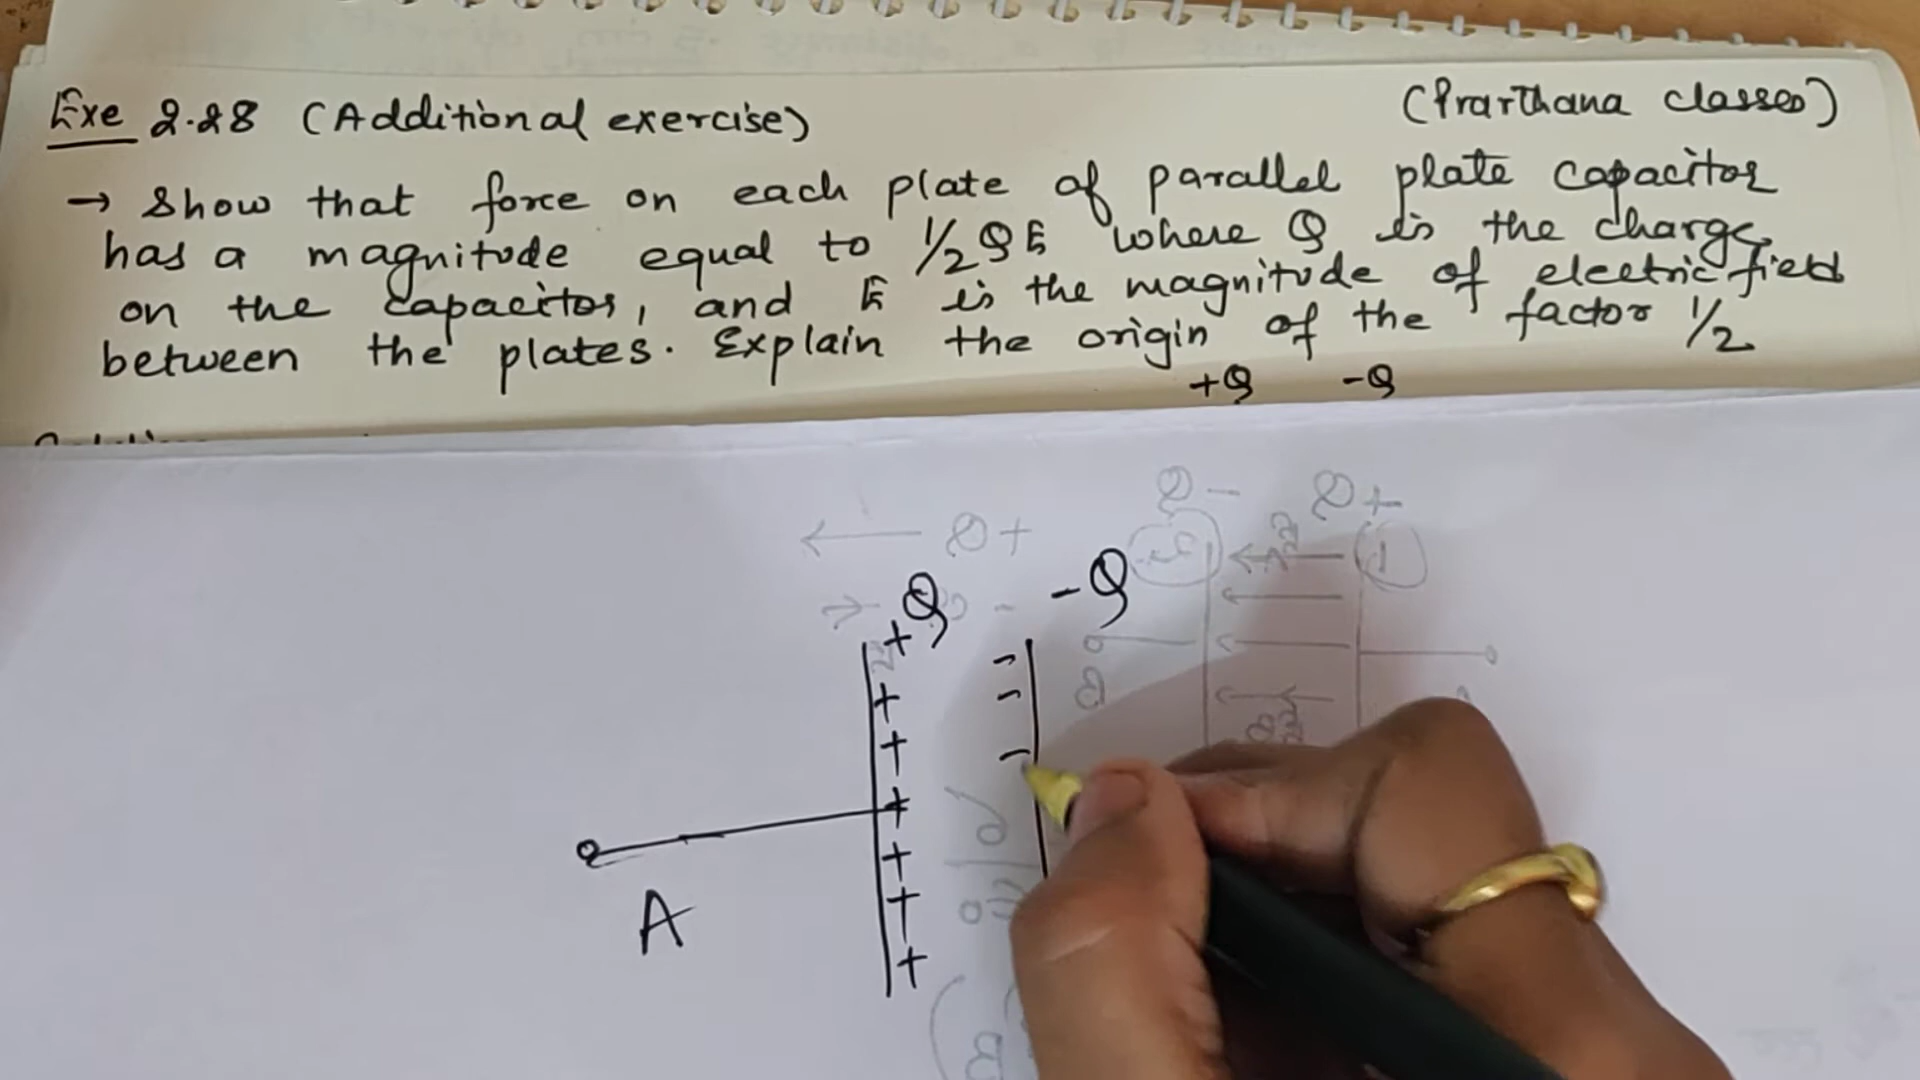 Exe 2.28 (Additional exercise) (Prarthana classes)
→ Show that force on each plate of parallel plate capacitor
has a magnitude equal to 1/2 QE where Q is the charge
on the capacitor, and E is the magnitude of electric field
between the plates. Explain the origin of the factor 1/2
+Q -Q
+Q -Q
A